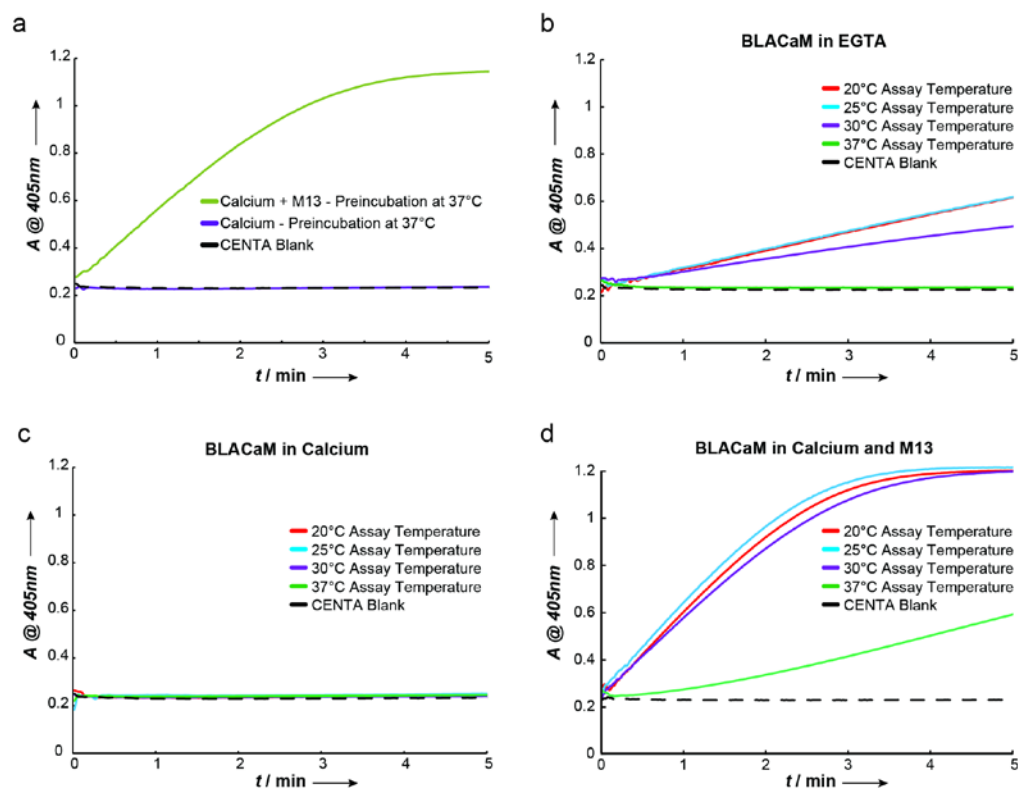 a
1.2
1
0.8
0.6
0.4
0.2
0
A @ 405nm
Calcium + M13 - Preincubation at 37°C
Calcium - Preincubation at 37°C
CENTA Blank
0 1 2 3 4 5
t / min
b
BLACaM in EGTA
1.2
1
0.8
0.6
0.4
0.2
0
A @ 405nm
20°C Assay Temperature
25°C Assay Temperature
30°C Assay Temperature
37°C Assay Temperature
CENTA Blank
0 1 2 3 4 5
t / min
c
BLACaM in Calcium
1.2
1
0.8
0.6
0.4
0.2
0
A @ 405nm
20°C Assay Temperature
25°C Assay Temperature
30°C Assay Temperature
37°C Assay Temperature
CENTA Blank
0 1 2 3 4 5
t / min
d
BLACaM in Calcium and M13
1.2
1
0.8
0.6
0.4
0.2
0
A @ 405nm
20°C Assay Temperature
25°C Assay Temperature
30°C Assay Temperature
37°C Assay Temperature
CENTA Blank
0 1 2 3 4 5
t / min